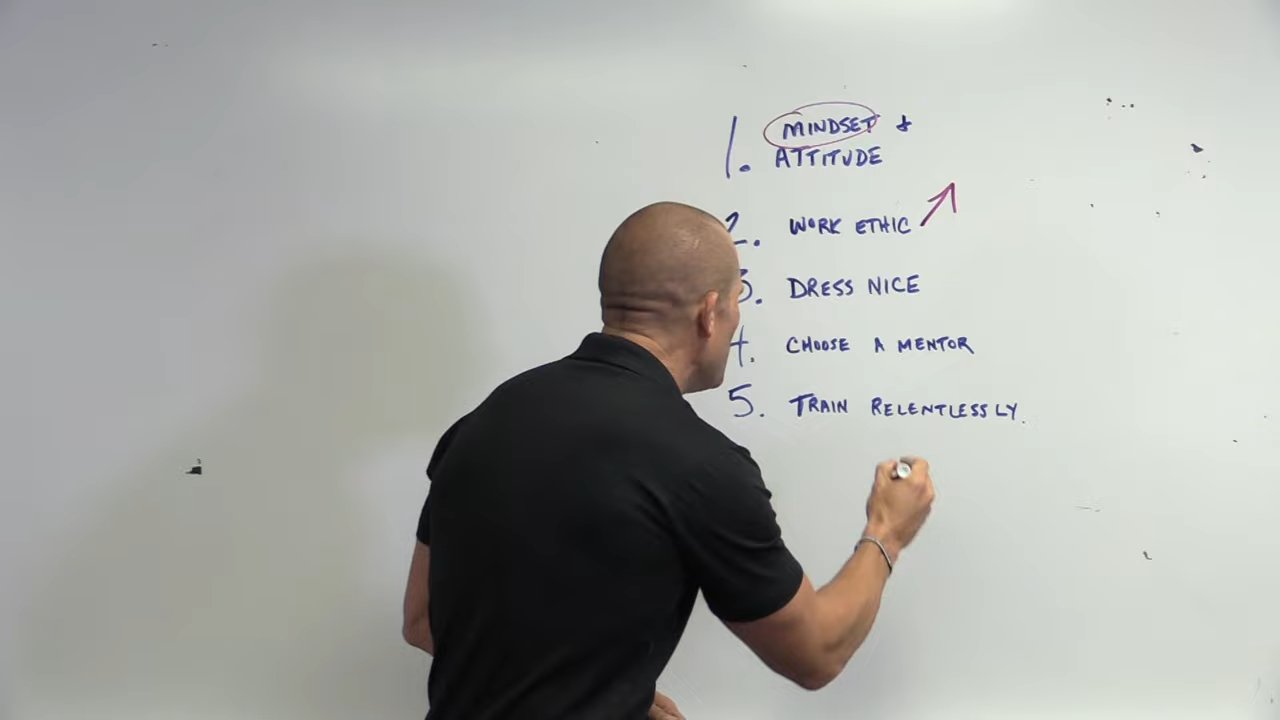 1. MINDSET &
ATTITUDE
2. WORK ETHIC
3. DRESS NICE
4. CHOOSE A MENTOR
5. TRAIN RELENTLESSLY.